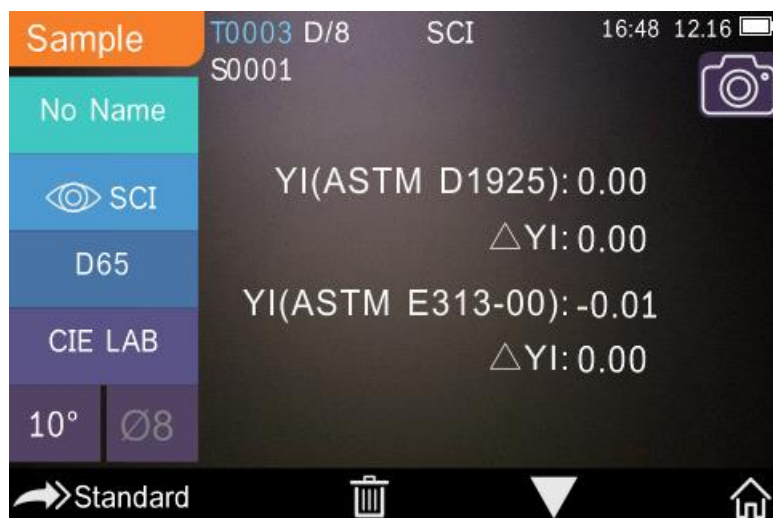 Sample
T0003 D/8 SCI 16:48 12.16
S0001
No Name
SCI
D65
CIE LAB
10° Ø8
YI(ASTM D1925): 0.00
△YI: 0.00
YI(ASTM E313-00): -0.01
△YI: 0.00
Standard